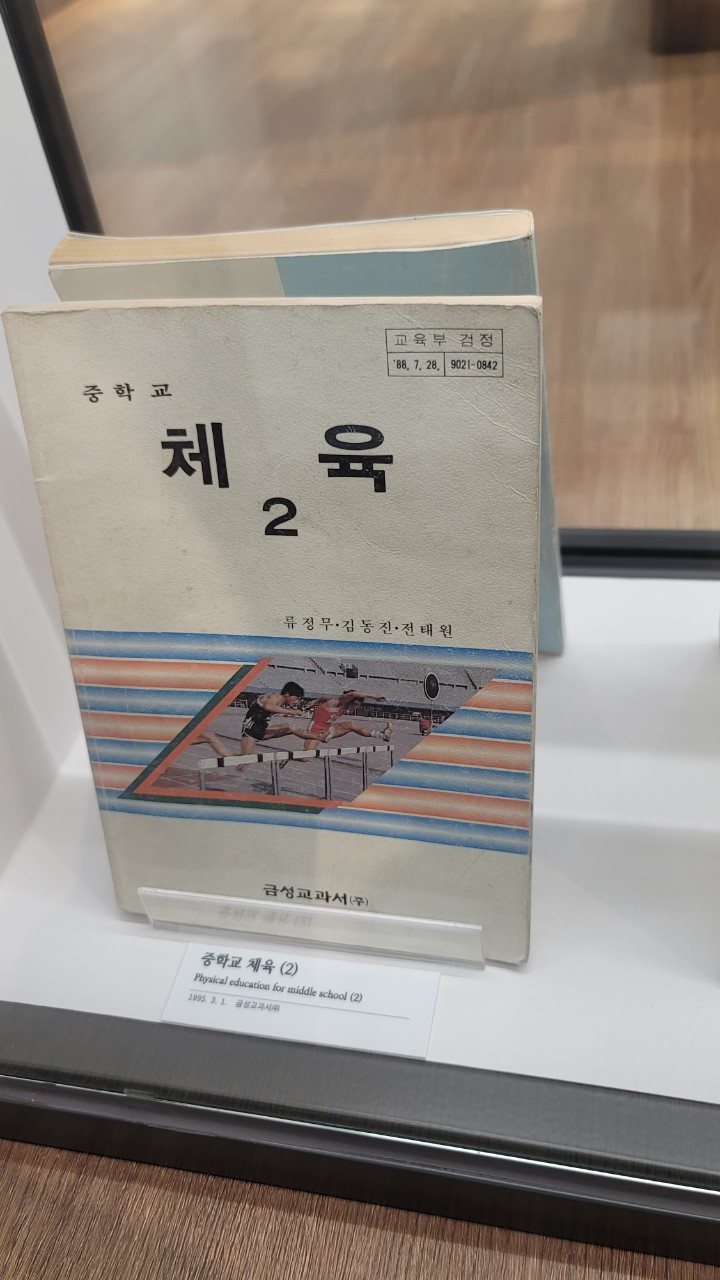 교육부 검정
'88. 7. 28. 9021-0842
중학교
체육
2
류정무·김동진·전태원
금성교과서(주)
중학교 체육 (2)
Physical education for middle school (2)
1995. 3. 1. 금성교과서㈜